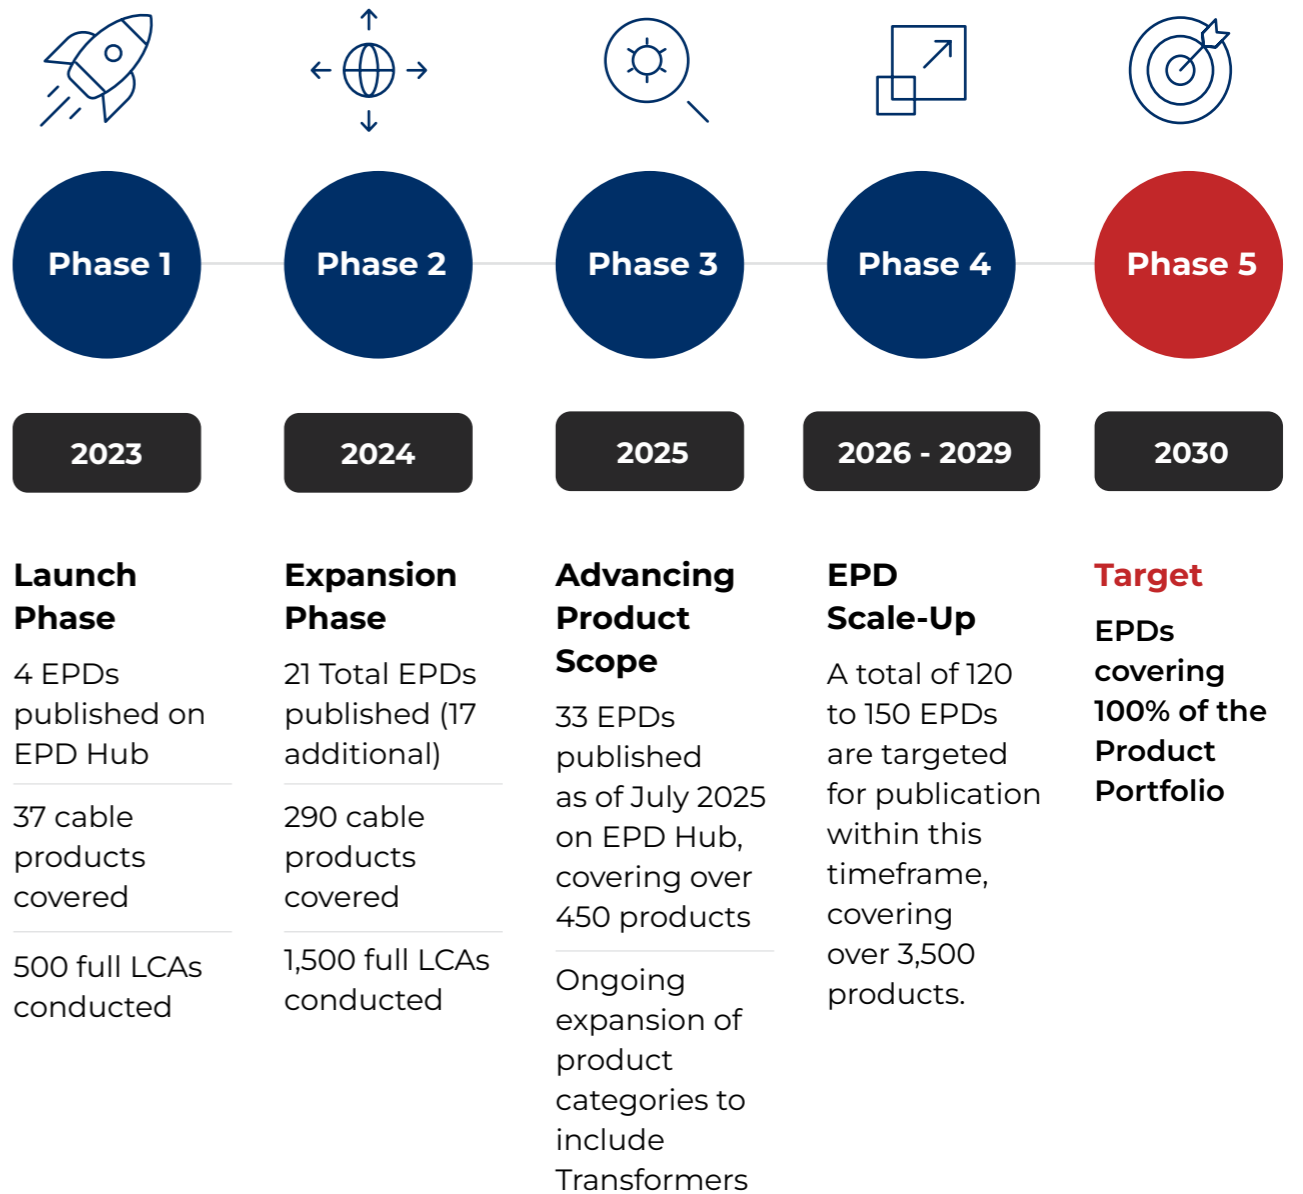 Phase 1
Phase 2
Phase 3
Phase 4
Phase 5
2023
2024
2025
2026 - 2029
2030
Launch
Phase
4 EPDs
published on
EPD Hub
37 cable
products
covered
500 full LCAs
conducted
Expansion
Phase
21 Total EPDs
published (17
additional)
290 cable
products
covered
1,500 full LCAs
conducted
Advancing
Product
Scope
33 EPDs
published
as of July 2025
on EPD Hub,
covering over
450 products
Ongoing
expansion of
product
categories to
include
Transformers
EPD
Scale-Up
A total of 120
to 150 EPDs
are targeted
for publication
within this
timeframe,
covering
over 3,500
products.
Target
EPDs
covering
100% of the
Product
Portfolio